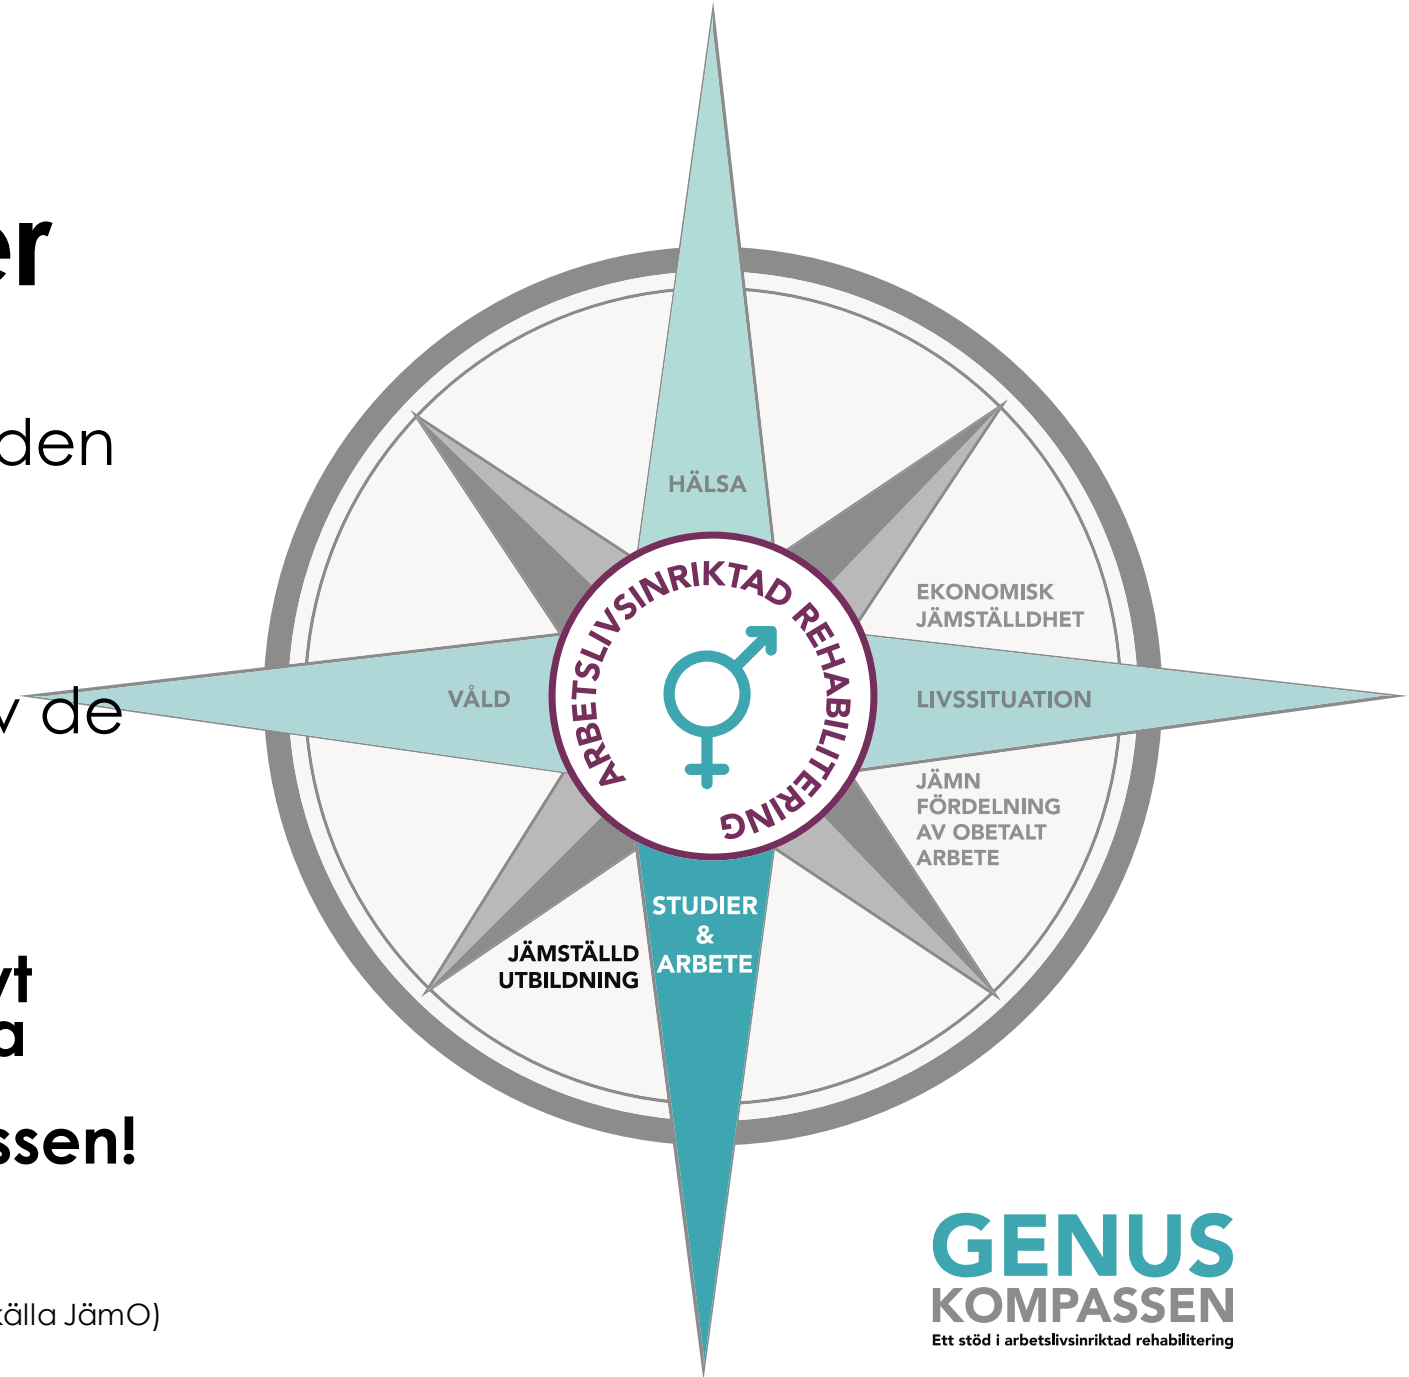 er
den
v de
vt
a
ssen!
källa JämO)
HÄLSA
EKONOMISK
JÄMSTÄLLDHET
VÅLD
ARBETSLIVSINRIKTAD REHABILITERING
LIVSSITUATION
JÄMN
FÖRDELNING
AV OBETALT
ARBETE
STUDIER
&
ARBETE
JÄMSTÄLLD
UTBILDNING
GENUS
KOMPASSEN
Ett stöd i arbetslivsinriktad rehabilitering